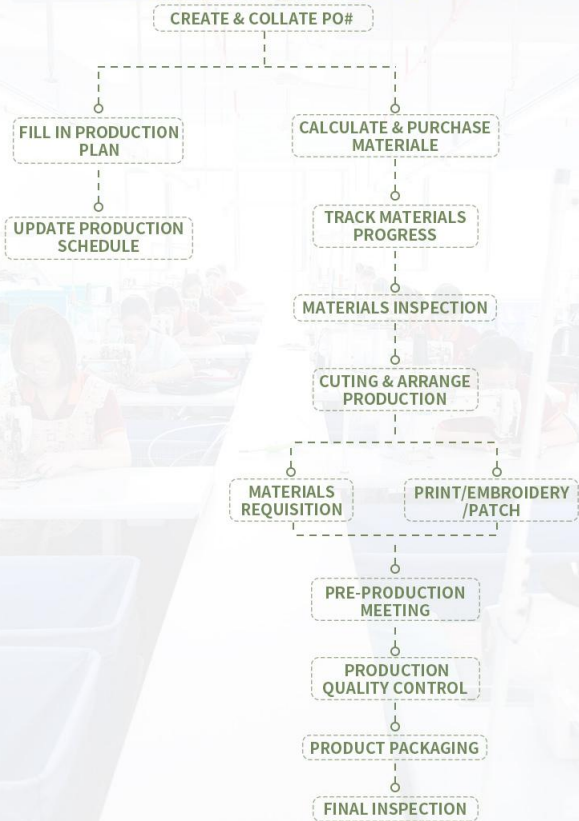 CREATE & COLLATE PO#
FILL IN PRODUCTION
PLAN
UPDATE PRODUCTION
SCHEDULE
CALCULATE & PURCHASE
MATERIALE
TRACK MATERIALS
PROGRESS
MATERIALS INSPECTION
CUTING & ARRANGE
PRODUCTION
MATERIALS
REQUISITION
PRINT/EMBROIDERY
/PATCH
PRE-PRODUCTION
MEETING
PRODUCTION
QUALITY CONTROL
PRODUCT PACKAGING
FINAL INSPECTION